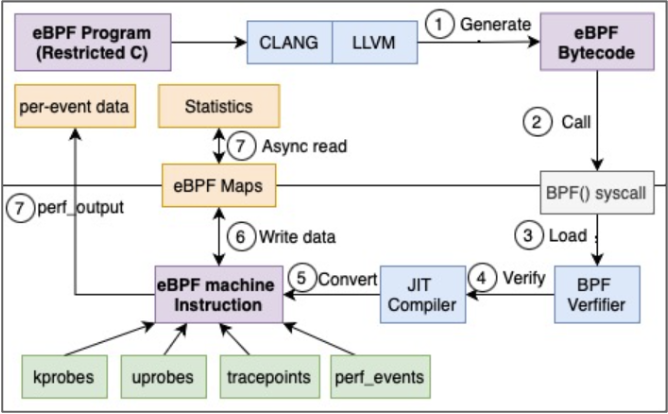 eBPF Program
(Restricted C)
CLANG
LLVM
1 Generate
eBPF
Bytecode
per-event data
Statistics
2 Call
7 Async read
eBPF Maps
BPF() syscall
7 perf_output
6 Write data
3 Load
eBPF machine
Instruction
5 Convert
JIT
Compiler
4 Verify
BPF
Verfifier
kprobes
uprobes
tracepoints
perf_events